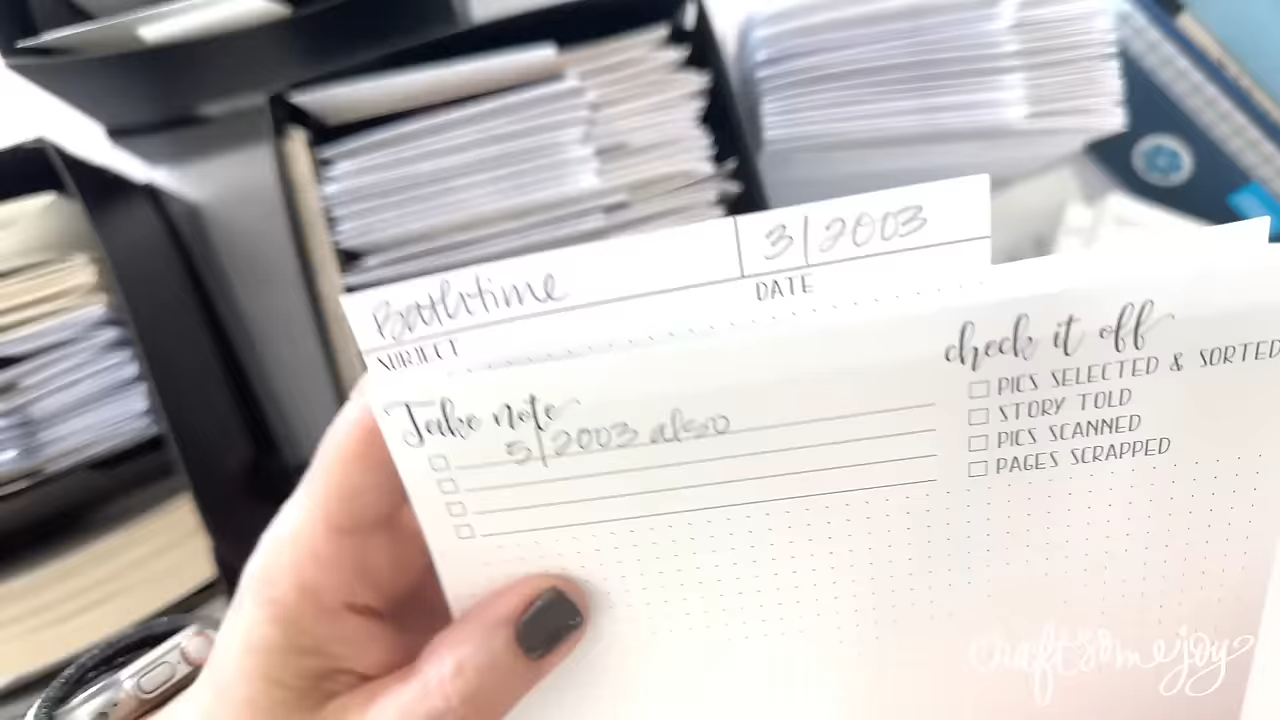 Bathtime
3/2003
SUBJECT
DATE
Take note
5/2003 also
check it off
PICS SELECTED & SORTED
STORY TOLD
PICS SCANNED
PAGES SCRAPPED
craftsomejoy